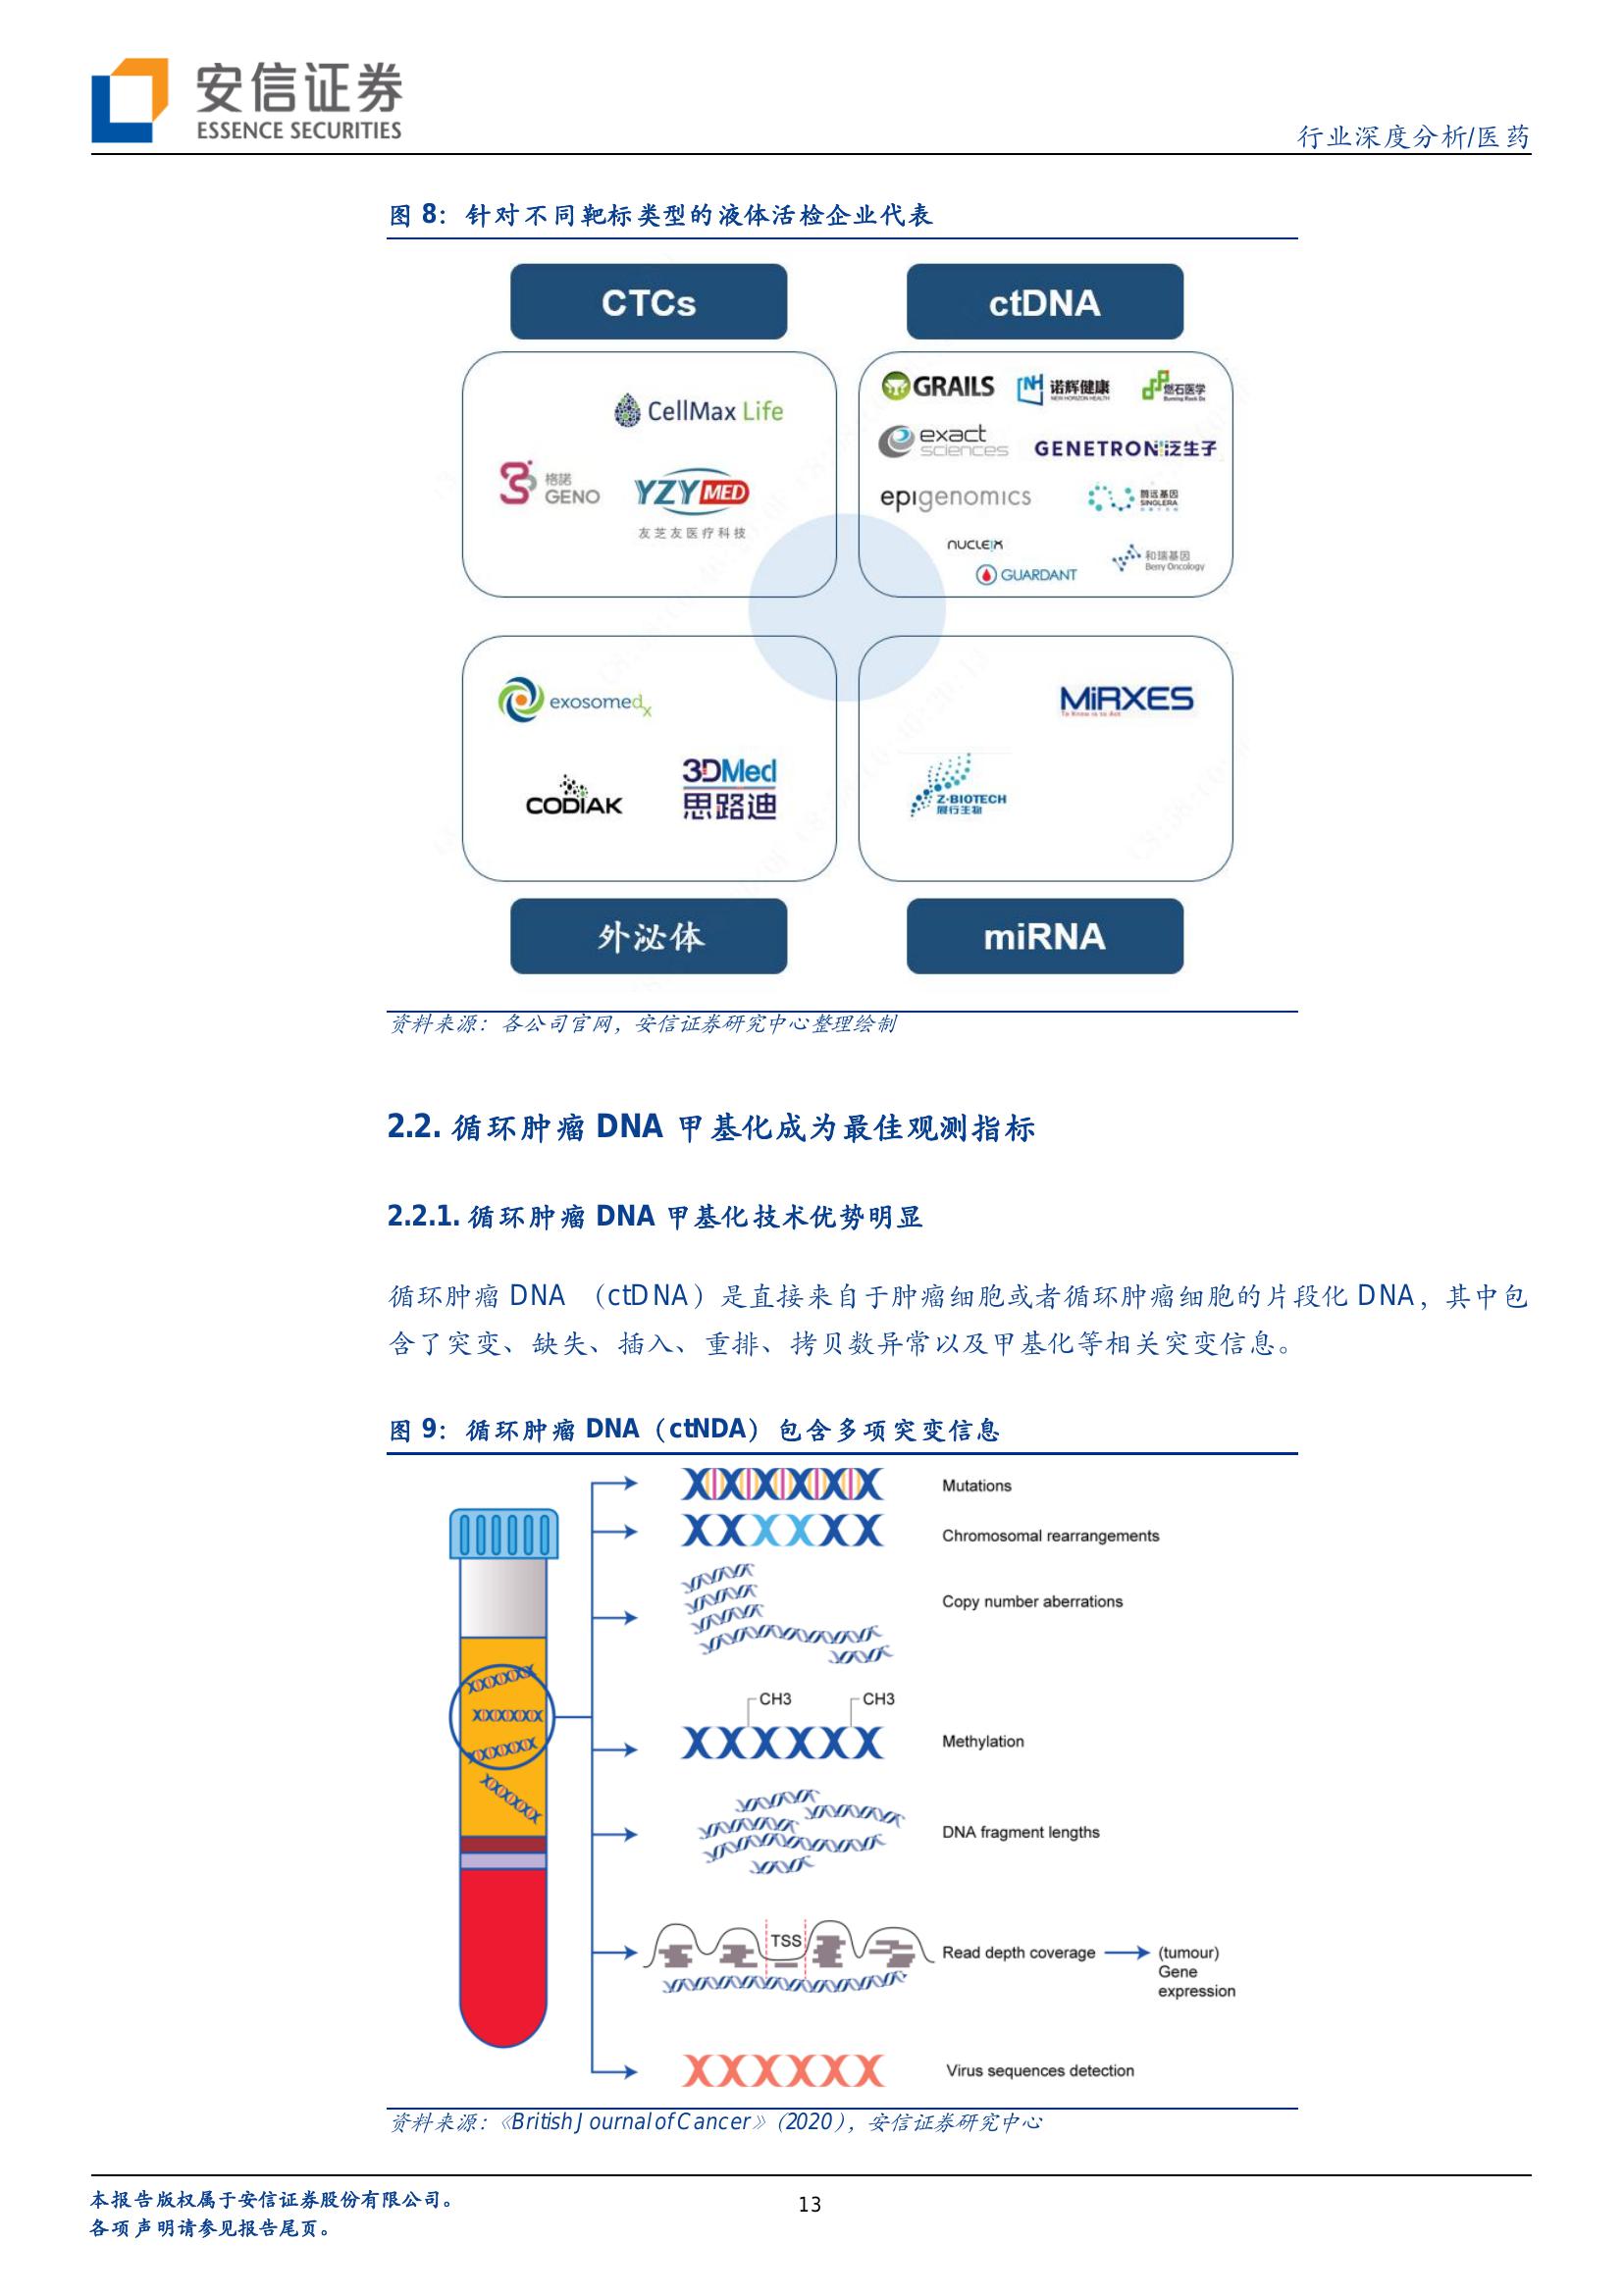 安信证券
ESSENCE SECURITIES
行业深度分析/医药
图 8：针对不同靶标类型的液体活检企业代表
CTCs
ctDNA
CellMax Life
格諾
GENO
YZY MED
友芝友医疗科技
GRAILS
诺辉健康
NEW HORIZON HEALTH
燃石医学
Burning Rock Dx
exact
sciences
GENETRON 泛生子
epigenomics
鹍远基因
SINGLERA
NUCLEIX
GUARDANT
和瑞基因
Berry Oncology
exosomedx
CODIAK
3DMed
思路迪
MiRXES
To Know is to Act
Z-BIOTECH
展行生物
外泌体
miRNA
资料来源：各公司官网，安信证券研究中心整理绘制
2.2. 循环肿瘤 DNA 甲基化成为最佳观测指标
2.2.1. 循环肿瘤 DNA 甲基化技术优势明显
循环肿瘤 DNA （ctDNA）是直接来自于肿瘤细胞或者循环肿瘤细胞的片段化 DNA，其中包
含了突变、缺失、插入、重排、拷贝数异常以及甲基化等相关突变信息。
图 9：循环肿瘤 DNA（ctNDA）包含多项突变信息
Mutations
Chromosomal rearrangements
Copy number aberrations
CH3
CH3
Methylation
DNA fragment lengths
TSS
Read depth coverage
(tumour)
Gene
expression
Virus sequences detection
资料来源：《British Journal of Cancer》（2020），安信证券研究中心
本报告版权属于安信证券股份有限公司。
各项声明请参见报告尾页。
13